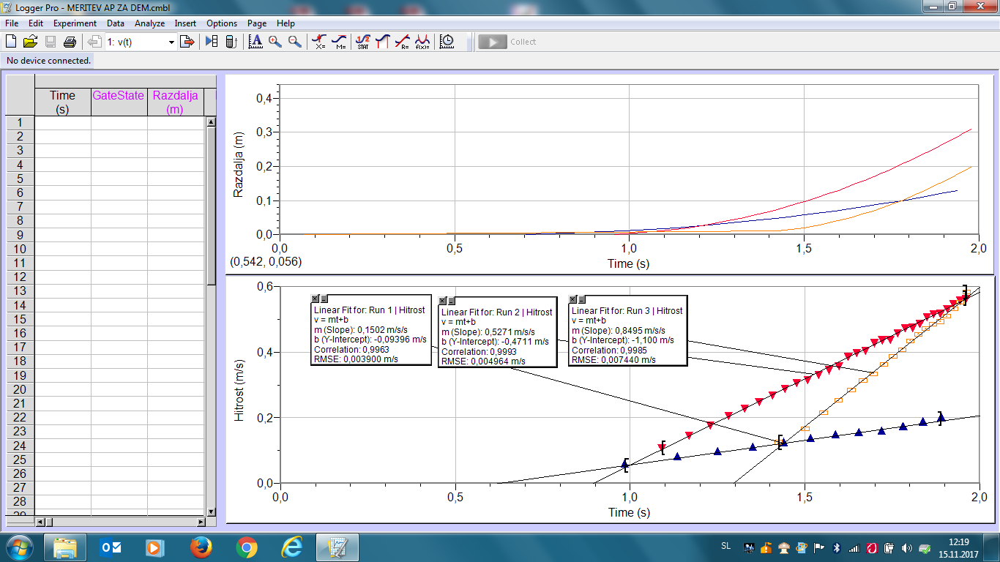 Logger Pro - MERITEV AP ZA DEM.cmbl
File Edit Experiment Data Analyze Insert Options Page Help
1: v(t)
X=
M=
1/2
STAT
R=
f(x)=
Collect
No device connected.
Time
(s)
GateState
Razdalja
(m)
1
2
3
4
5
6
7
8
9
10
11
12
13
14
15
16
17
18
19
20
21
22
23
24
25
26
27
28
29
Razdalja (m)
0,4
0,3
0,2
0,1
0,0
0,0 0,5 1,0 1,5 2,0
(0,542, 0,056)
Time (s)
Hitrost (m/s)
0,6
0,4
0,2
0,0
Linear Fit for: Run 1 | Hitrost
v = mt+b
m (Slope): 0,1502 m/s/s
b (Y-Intercept): -0,09396 m/s
Correlation: 0,9963
RMSE: 0,003900 m/s
Linear Fit for: Run 2 | Hitrost
v = mt+b
m (Slope): 0,5271 m/s/s
b (Y-Intercept): -0,4711 m/s
Correlation: 0,9993
RMSE: 0,004964 m/s
Linear Fit for: Run 3 | Hitrost
v = mt+b
m (Slope): 0,8495 m/s/s
b (Y-Intercept): -1,100 m/s
Correlation: 0,9985
RMSE: 0,007440 m/s
0,0 0,5 1,0 1,5 2,0
Time (s)
SL
12:19
15.11.2017